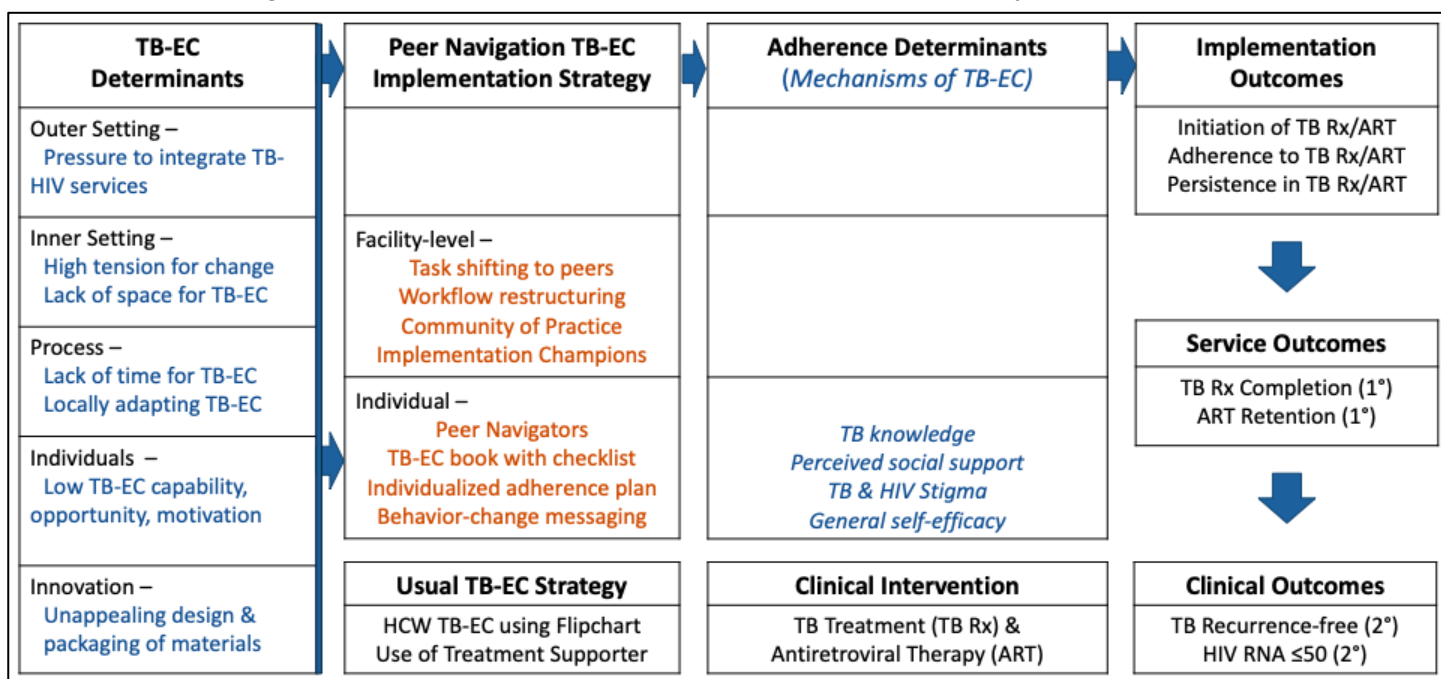 TB-EC
Determinants
Outer Setting –
Pressure to integrate TB-
HIV services
Inner Setting –
High tension for change
Lack of space for TB-EC
Process –
Lack of time for TB-EC
Locally adapting TB-EC
Individuals –
Low TB-EC capability,
opportunity, motivation
Innovation –
Unappealing design &
packaging of materials
Peer Navigation TB-EC
Implementation Strategy
Facility-level –
Task shifting to peers
Workflow restructuring
Community of Practice
Implementation Champions
Individual –
Peer Navigators
TB-EC book with checklist
Individualized adherence plan
Behavior-change messaging
Usual TB-EC Strategy
HCW TB-EC using Flipchart
Use of Treatment Supporter
Adherence Determinants
(Mechanisms of TB-EC)
TB knowledge
Perceived social support
TB & HIV Stigma
General self-efficacy
Clinical Intervention
TB Treatment (TB Rx) &
Antiretroviral Therapy (ART)
Implementation
Outcomes
Initiation of TB Rx/ART
Adherence to TB Rx/ART
Persistence in TB Rx/ART
Service Outcomes
TB Rx Completion (1°)
ART Retention (1°)
Clinical Outcomes
TB Recurrence-free (2°)
HIV RNA ≤50 (2°)